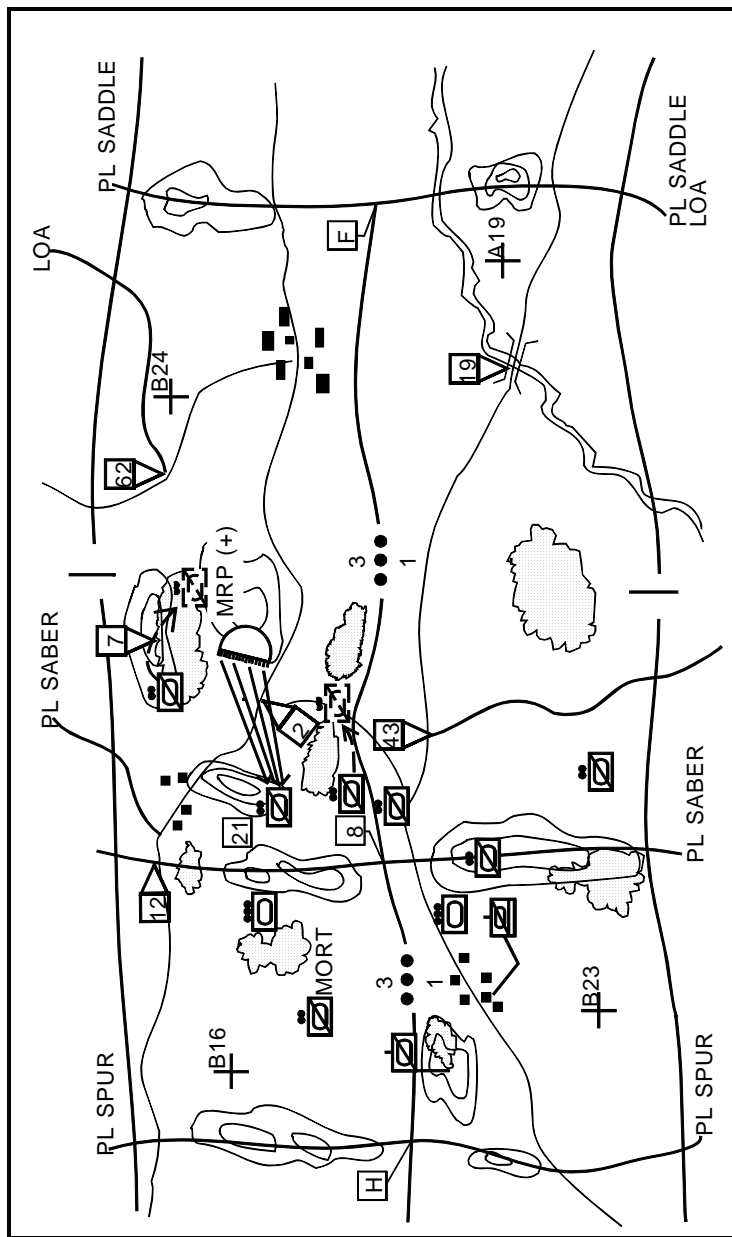 PL SADDLE
PL SADDLE
LOA
LOA
F
A19
B24
19
62
3
1
MRP (+)
7
PL SABER
2
43
21
8
PL SABER
12
3
1
MORT
B23
B16
PL SPUR
PL SPUR
H